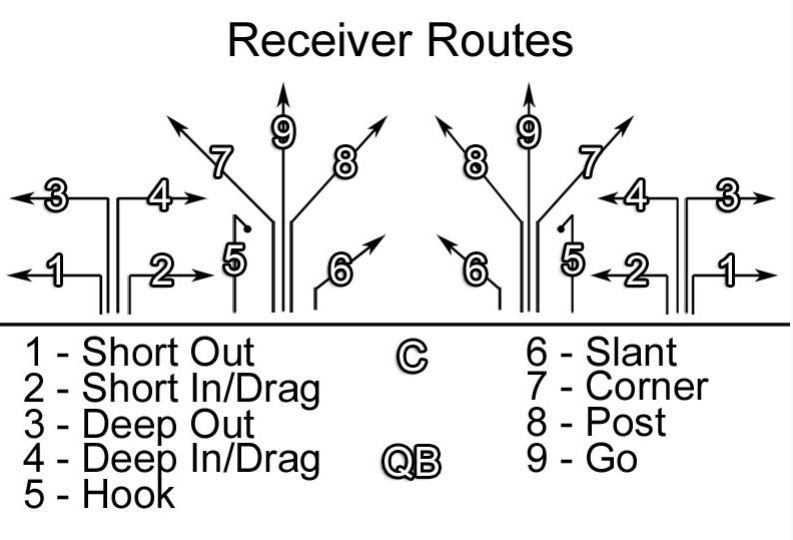 Receiver Routes
9 9
7 8 8 7
3 4 4 3
5 6 6 5
1 2 2 1
1 - Short Out
2 - Short In/Drag
3 - Deep Out
4 - Deep In/Drag
5 - Hook
C
QB
6 - Slant
7 - Corner
8 - Post
9 - Go